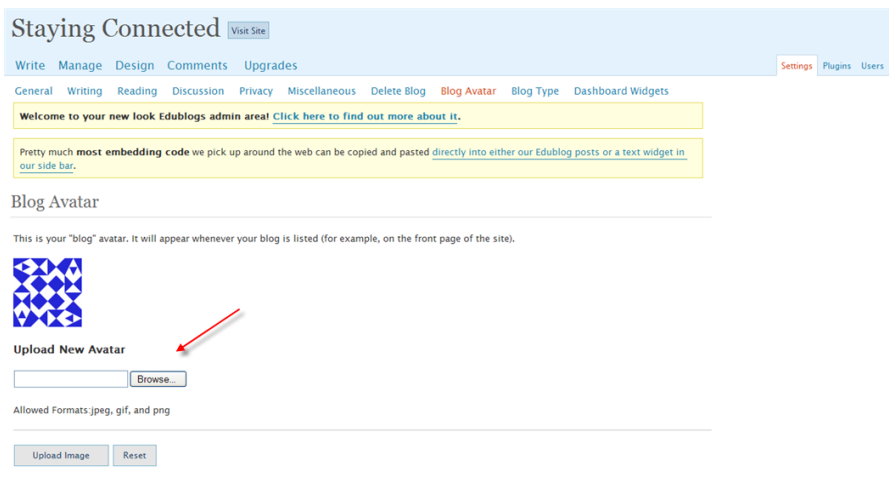 Staying Connected Visit Site
Write Manage Design Comments Upgrades Settings Plugins Users
General Writing Reading Discussion Privacy Miscellaneous Delete Blog Blog Avatar Blog Type Dashboard Widgets
Welcome to your new look Edublogs admin area! Click here to find out more about it.
Pretty much most embedding code we pick up around the web can be copied and pasted directly into either our Edublog posts or a text widget in
our side bar.
Blog Avatar
This is your "blog" avatar. It will appear whenever your blog is listed (for example, on the front page of the site).
Upload New Avatar
Browse...
Allowed Formats:jpeg, gif, and png
Upload Image Reset